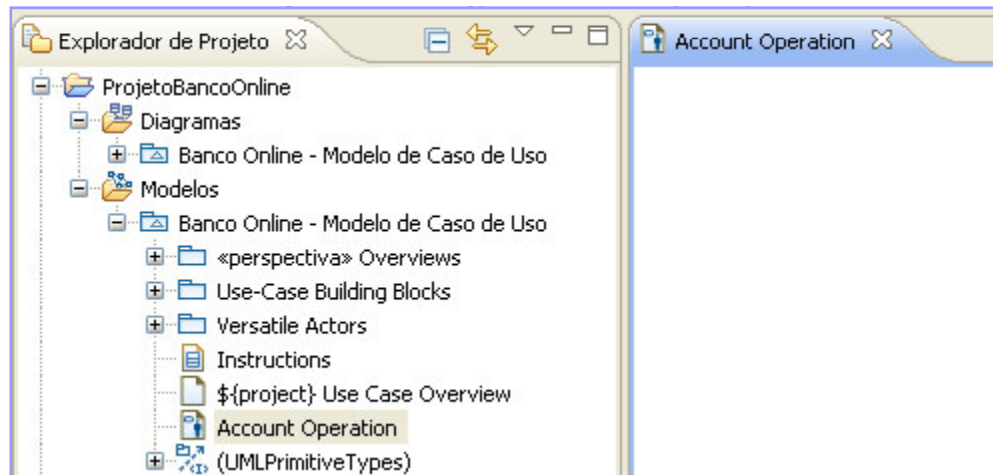 Explorador de Projeto
Account Operation
ProjetoBancoOnline
Diagramas
Banco Online - Modelo de Caso de Uso
Modelos
Banco Online - Modelo de Caso de Uso
«perspectiva» Overviews
Use-Case Building Blocks
Versatile Actors
Instructions
${project} Use Case Overview
Account Operation
(UMLPrimitiveTypes)